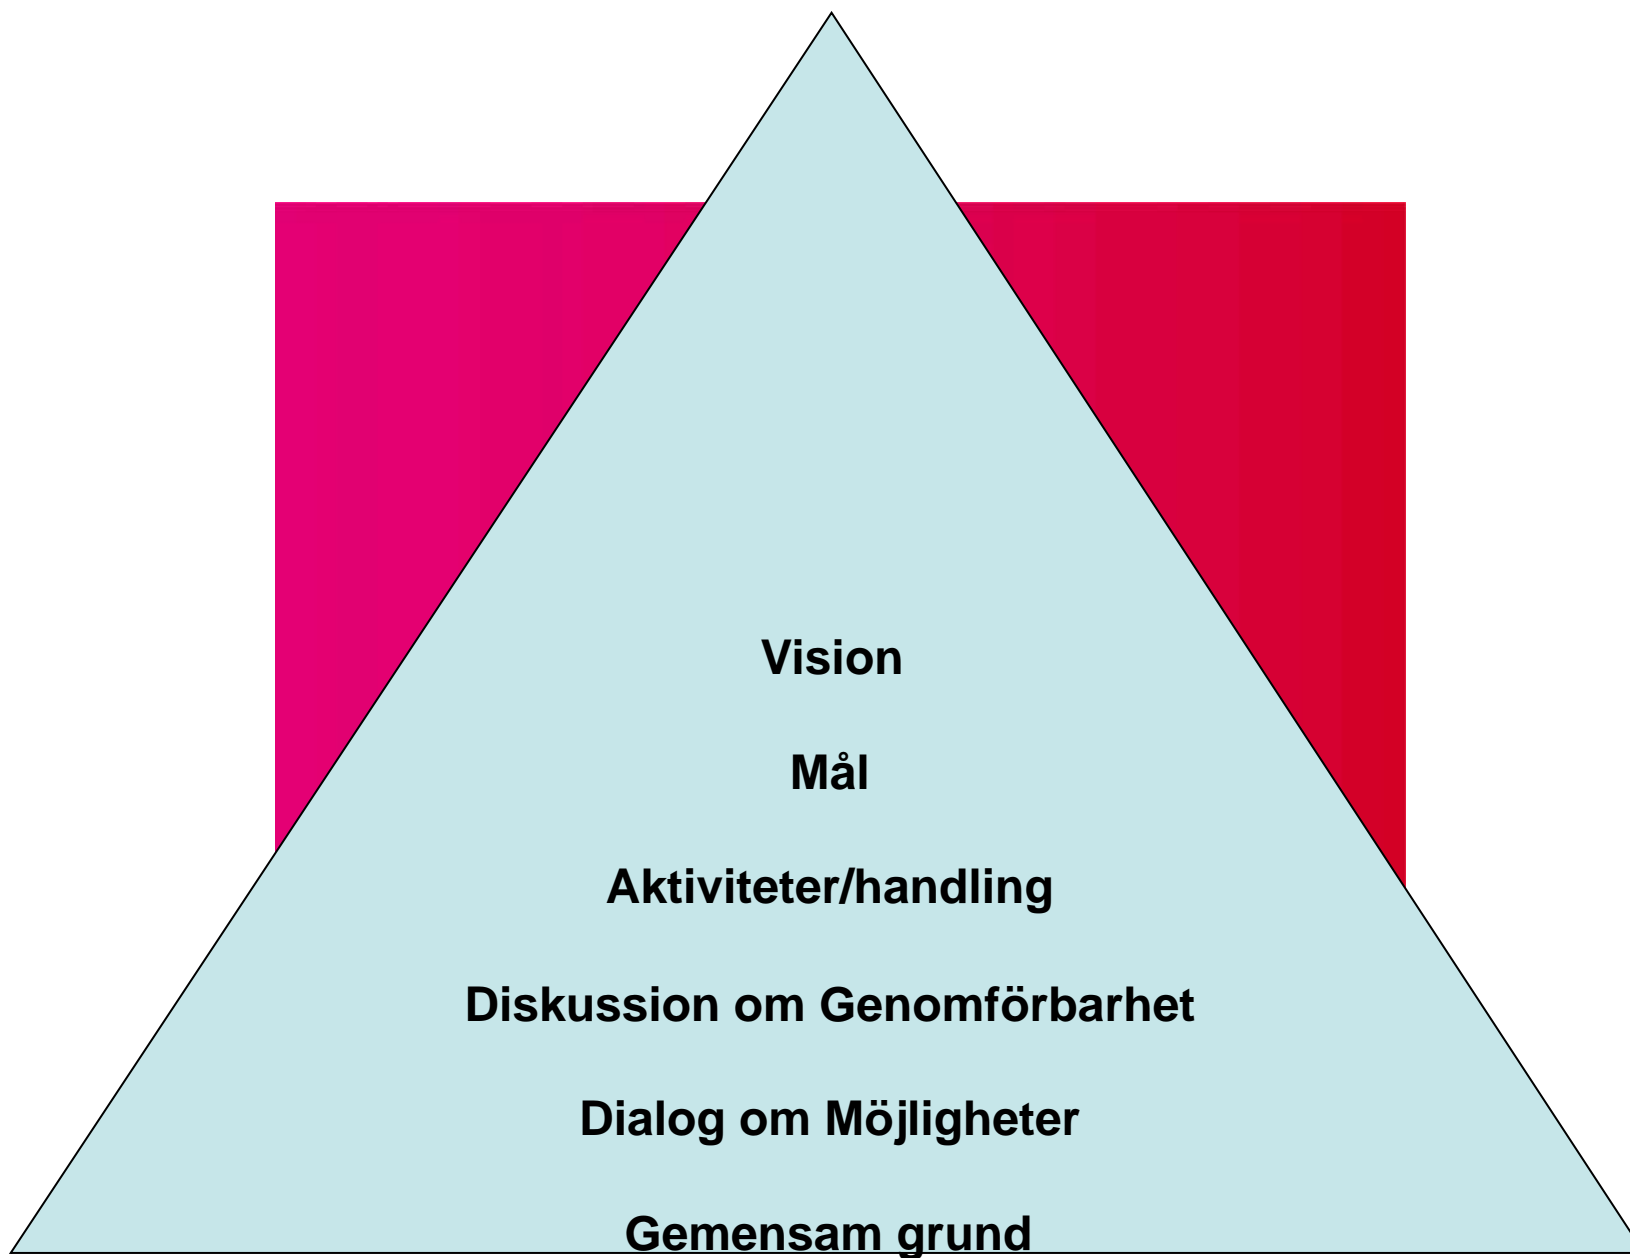 Vision
Mål
Aktiviteter/handling
Diskussion om Genomförbarhet
Dialog om Möjligheter
Gemensam grund